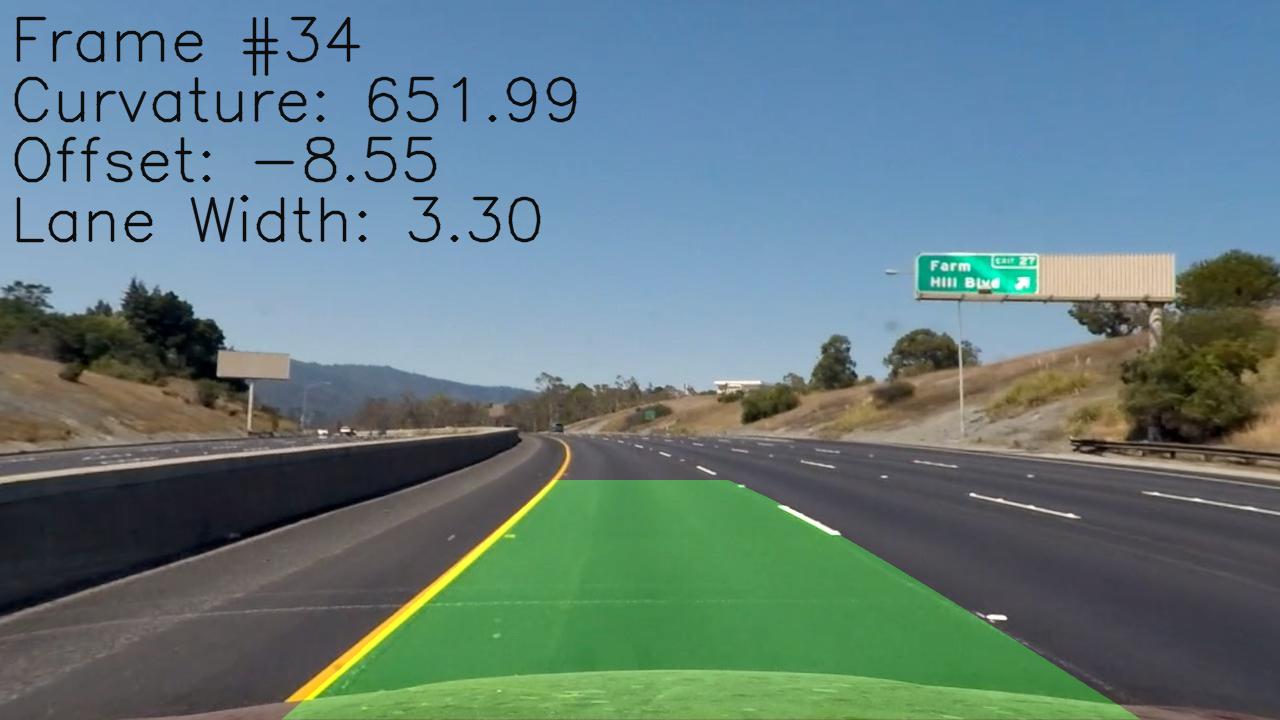 Frame #34
Curvature: 651.99
Offset: -8.55
Lane Width: 3.30
EXIT 27
Farm
Hill Blvd